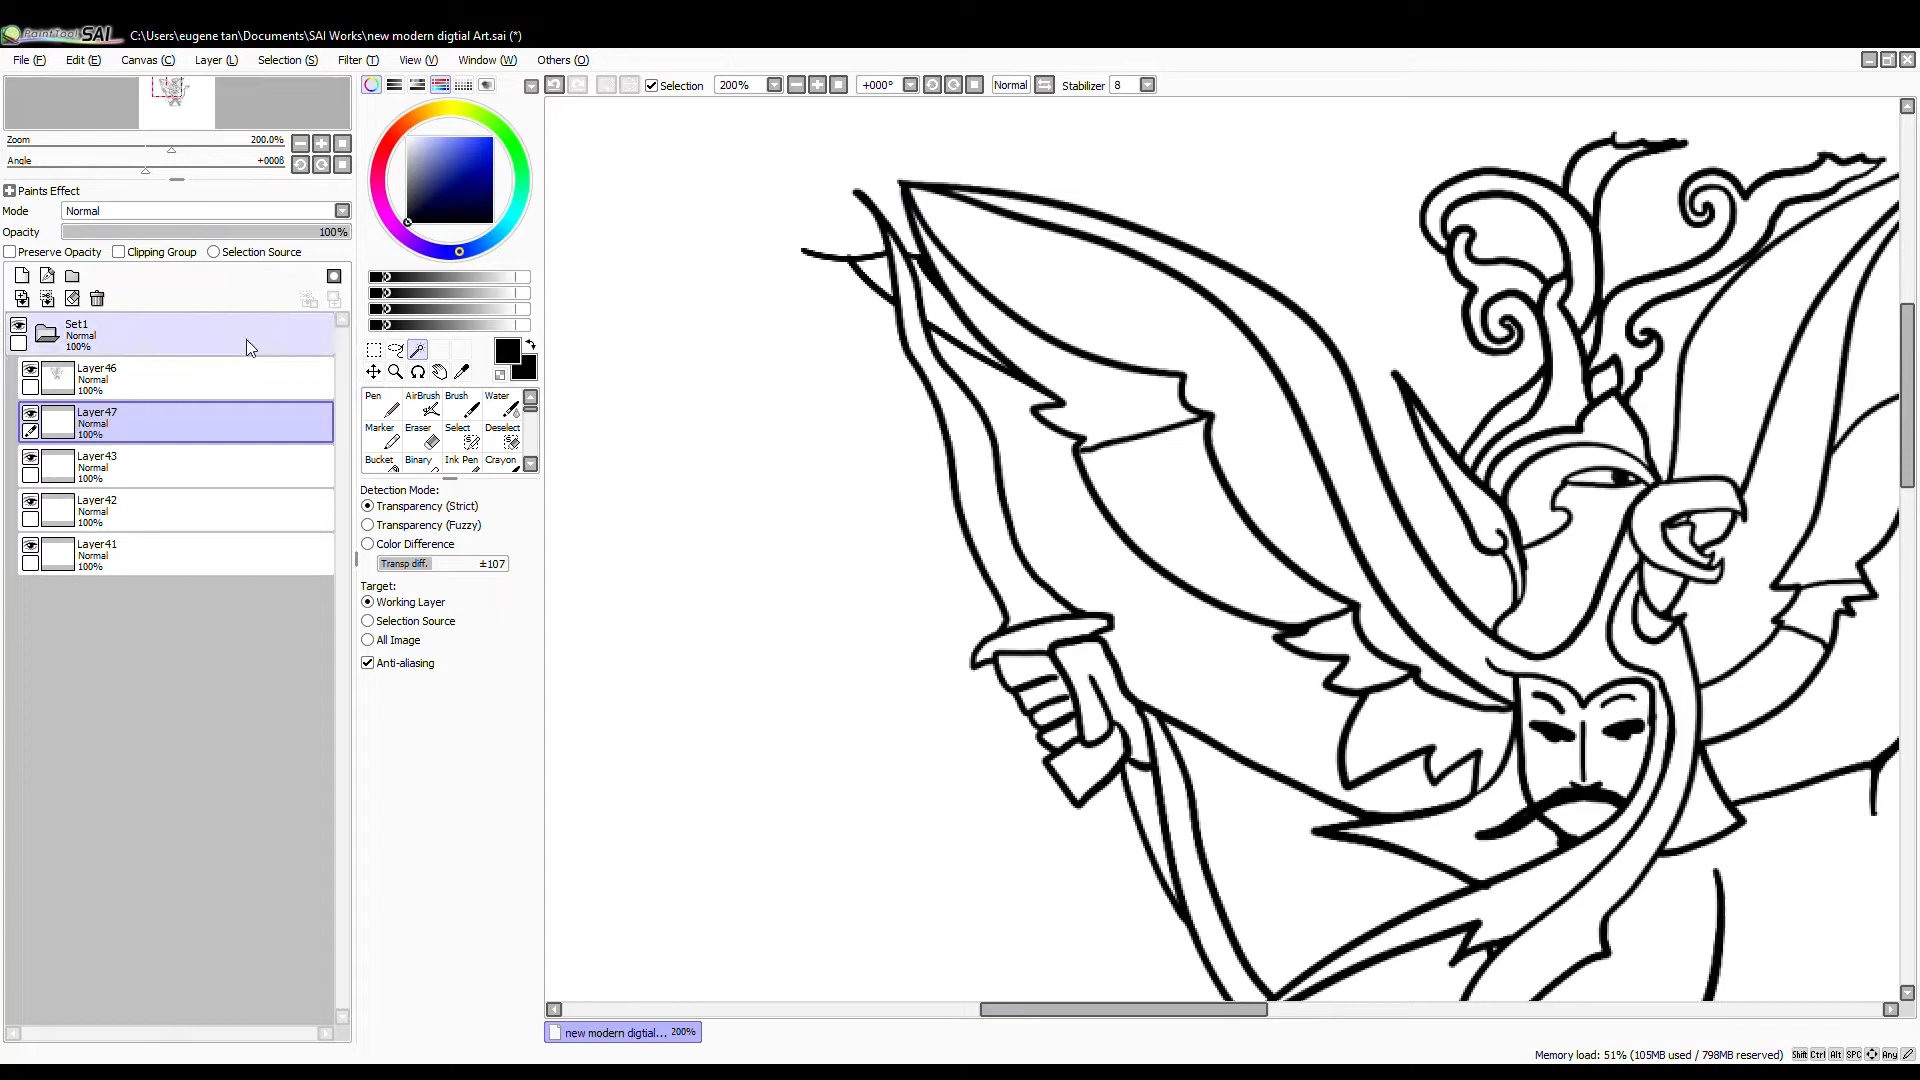 PaintTool SAI C:\Users\eugene tan\Documents\SAI Works\new modern digtial Art.sai (*)
File (F) Edit (E) Canvas (C) Layer (L) Selection (S) Filter (T) View (V) Window (W) Others (O)
Selection 200% +000° Normal Stabilizer 8
Zoom 200.0%
Angle +000ß
Paints Effect
Mode Normal
Opacity 100%
Preserve Opacity Clipping Group Selection Source
Set1
Normal
100%
Layer46
Normal
100%
Layer47
Normal
100%
Layer43
Normal
100%
Layer42
Normal
100%
Layer41
Normal
100%
Pen AirBrush Brush Water
Marker Eraser Select Deselect
Bucket Binary Ink Pen Crayon
Detection Mode:
Transparency (Strict)
Transparency (Fuzzy)
Color Difference
Transp diff. ±107
Target:
Working Layer
Selection Source
All Image
Anti-aliasing
new modern digtial... 200%
Memory load: 51% (105MB used / 798MB reserved) Shift Ctrl Alt SPC Any